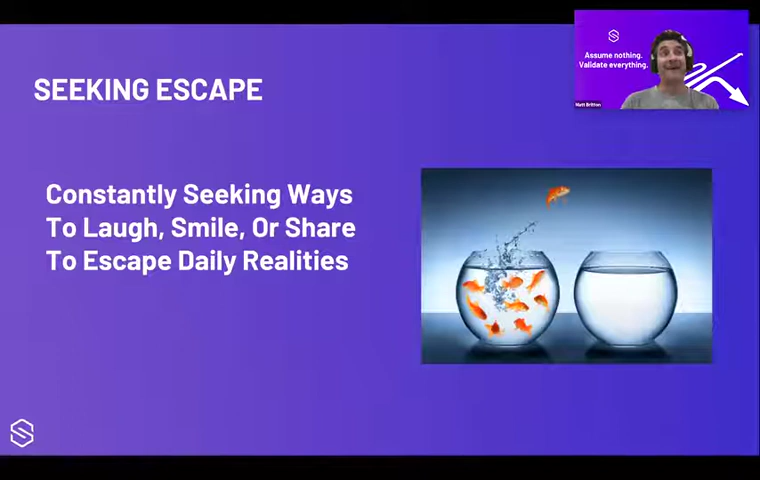 SEEKING ESCAPE
Assume nothing.
Validate everything.
Matt Britton
Constantly Seeking Ways
To Laugh, Smile, Or Share
To Escape Daily Realities